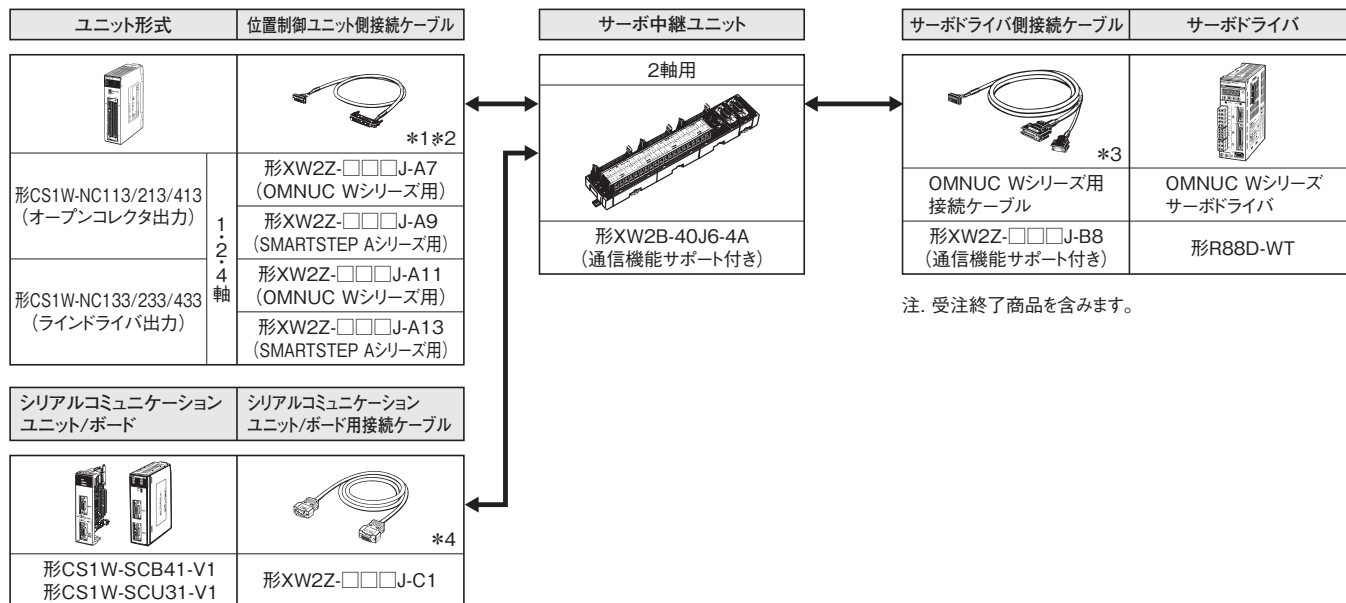 ユニット形式
位置制御ユニット側接続ケーブル
*1*2
形CS1W-NC113/213/413
(オープンコレクタ出力)
形CS1W-NC133/233/433
(ラインドライバ出力)
1・2・4軸
形XW2Z-□□□J-A7
(OMNUC Wシリーズ用)
形XW2Z-□□□J-A9
(SMARTSTEP Aシリーズ用)
形XW2Z-□□□J-A11
(OMNUC Wシリーズ用)
形XW2Z-□□□J-A13
(SMARTSTEP Aシリーズ用)
サーボ中継ユニット
2軸用
形XW2B-40J6-4A
(通信機能サポート付き)
サーボドライバ側接続ケーブル
サーボドライバ
*3
OMNUC Wシリーズ用
接続ケーブル
OMNUC Wシリーズ
サーボドライバ
形XW2Z-□□□J-B8
(通信機能サポート付き)
形R88D-WT
注. 受注終了商品を含みます。
シリアルコミュニケーション
ユニット/ボード
シリアルコミュニケーション
ユニット/ボード用接続ケーブル
*4
形CS1W-SCB41-V1
形CS1W-SCU31-V1
形XW2Z-□□□J-C1